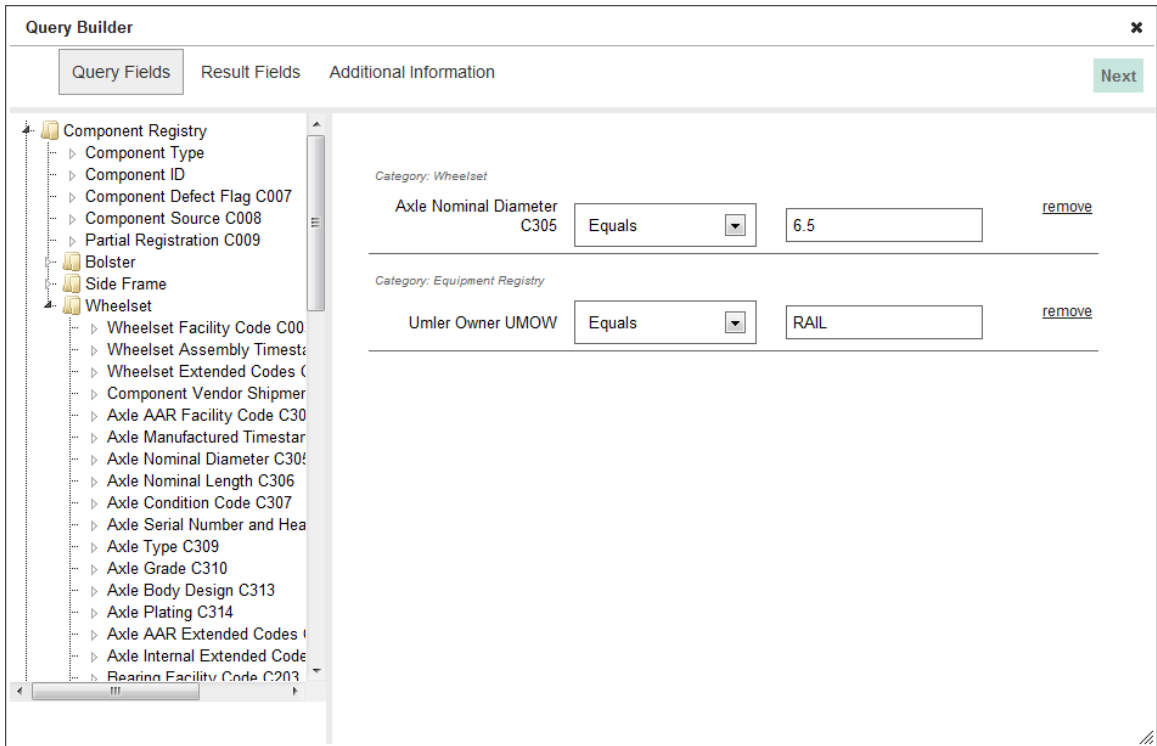 Query Builder
Query Fields Result Fields Additional Information Next
Component Registry
Component Type
Component ID
Component Defect Flag C007
Component Source C008
Partial Registration C009
Bolster
Side Frame
Wheelset
Wheelset Facility Code C00
Wheelset Assembly Timesta
Wheelset Extended Codes (
Component Vendor Shipmer
Axle AAR Facility Code C30
Axle Manufactured Timestar
Axle Nominal Diameter C305
Axle Nominal Length C306
Axle Condition Code C307
Axle Serial Number and Hea
Axle Type C309
Axle Grade C310
Axle Body Design C313
Axle Plating C314
Axle AAR Extended Codes
Axle Internal Extended Code
Bearing Facility Code C203
Category: Wheelset
Axle Nominal Diameter
C305 Equals 6.5 remove
Category: Equipment Registry
Umler Owner UMOW Equals RAIL remove